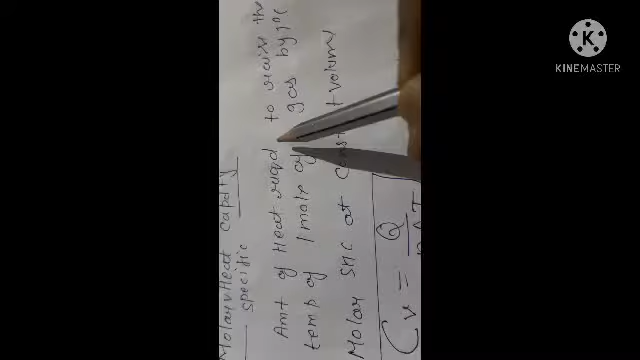 Molar Heat Capcity
specific
Amt of Heat reqd to raise the
temp of 1 mole of gas by 1°C
Molar SHC at Const volume
Cv = Q
KINEMASTER